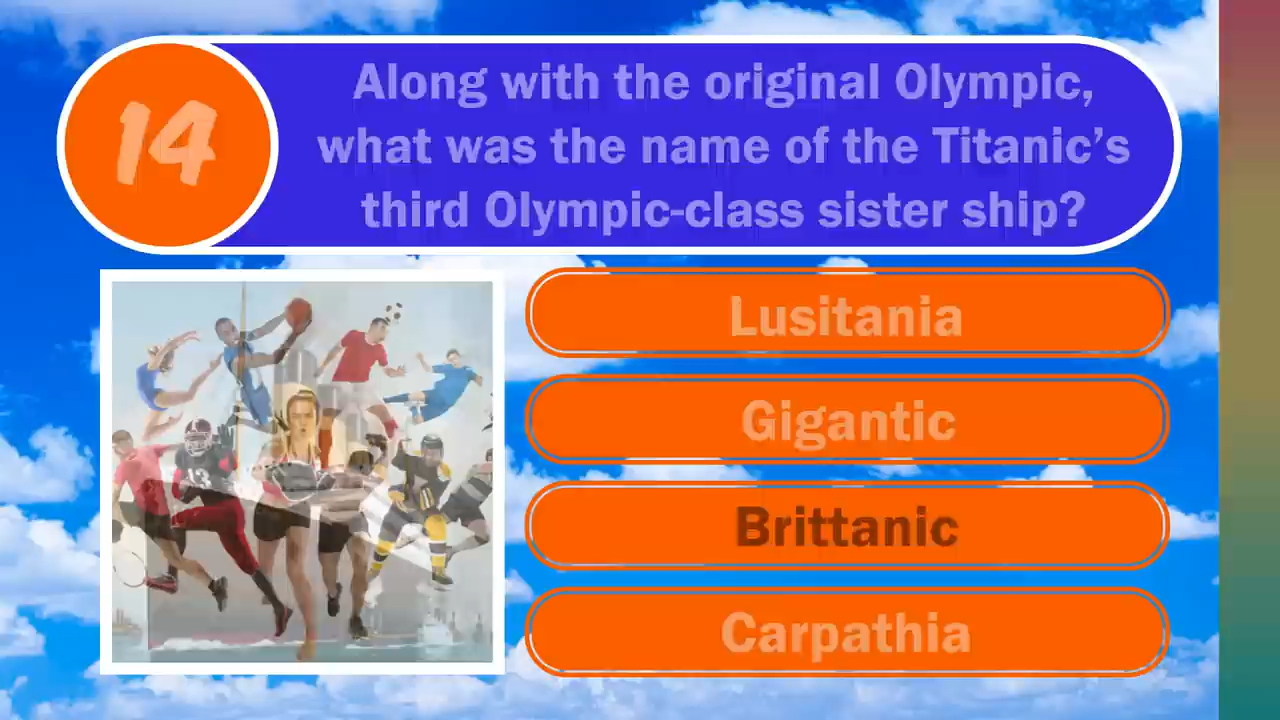 14
Along with the original Olympic,
what was the name of the Titanic’s
third Olympic-class sister ship?
Lusitania
Gigantic
Brittanic
Carpathia